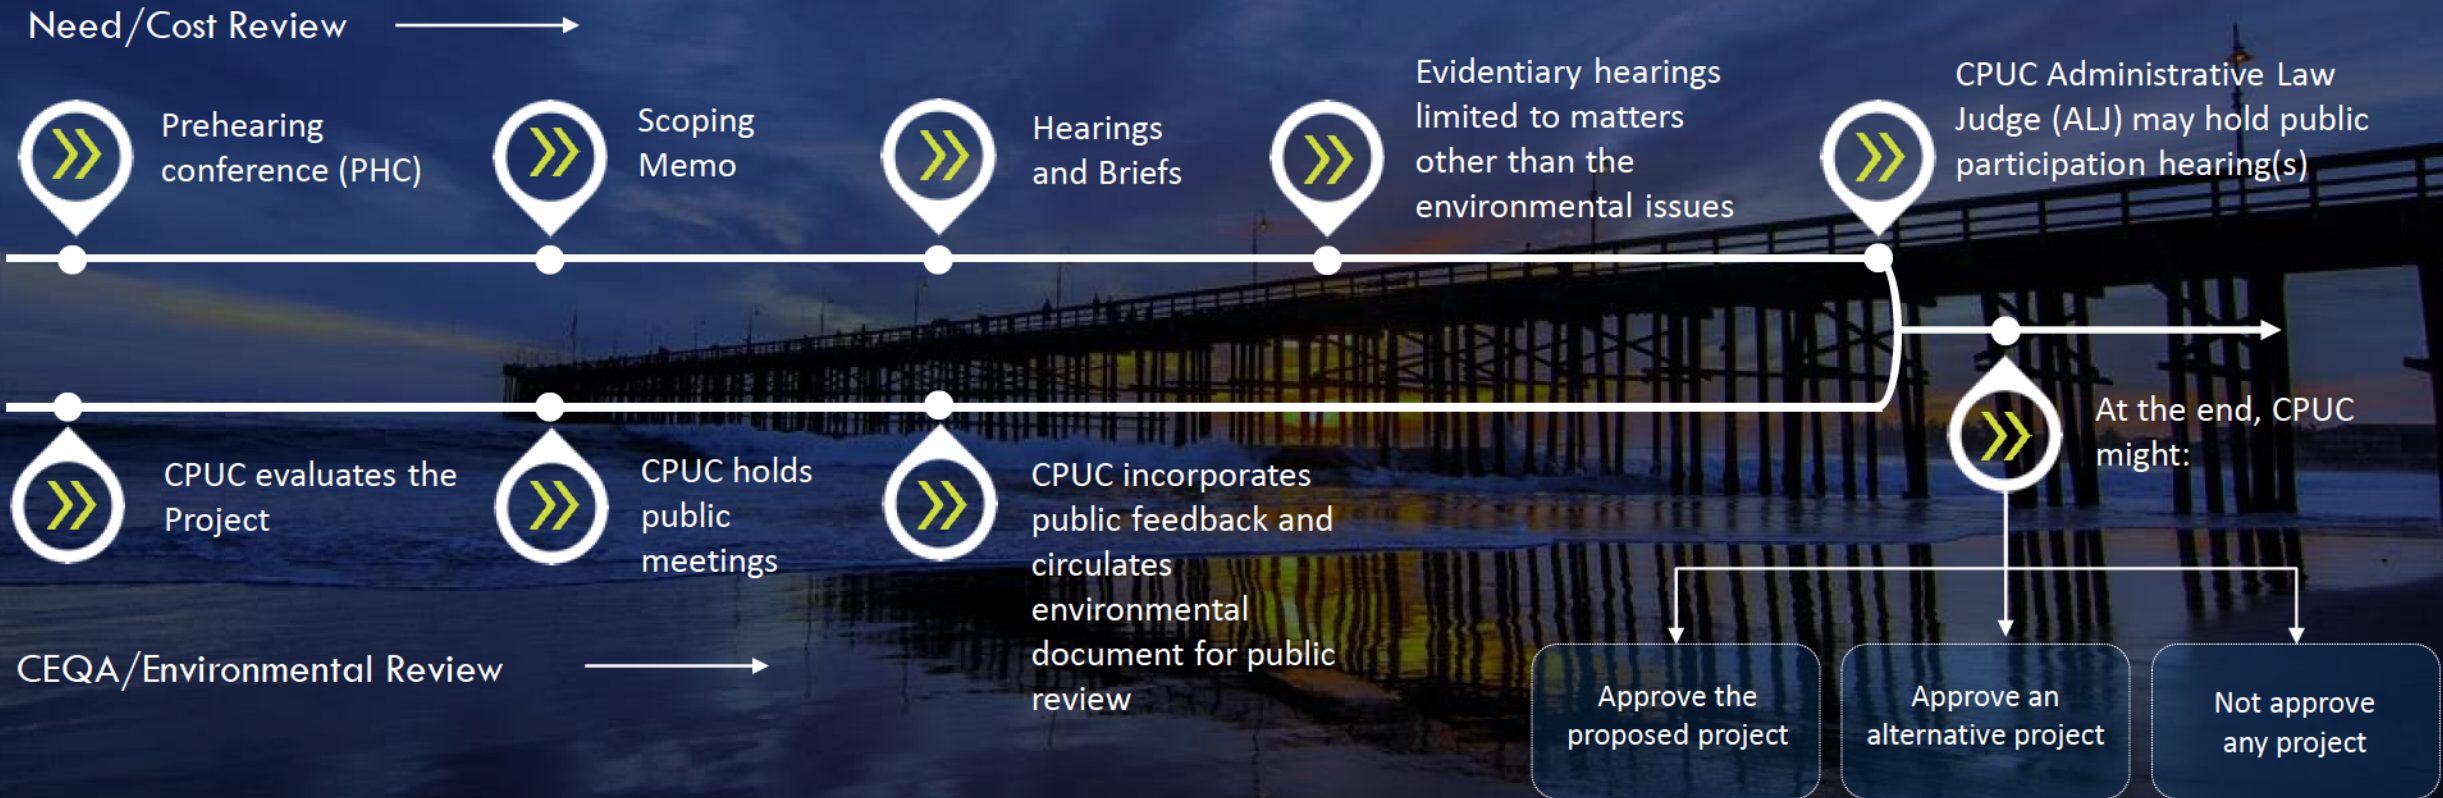 Need/Cost Review
Prehearing
conference (PHC)
Scoping
Memo
Hearings
and Briefs
Evidentiary hearings
limited to matters
other than the
environmental issues
CPUC Administrative Law
Judge (ALJ) may hold public
participation hearing(s)
CPUC evaluates the
Project
CPUC holds
public
meetings
CPUC incorporates
public feedback and
circulates
environmental
document for public
review
At the end, CPUC
might:
CEQA/Environmental Review
Approve the
proposed project
Approve an
alternative project
Not approve
any project